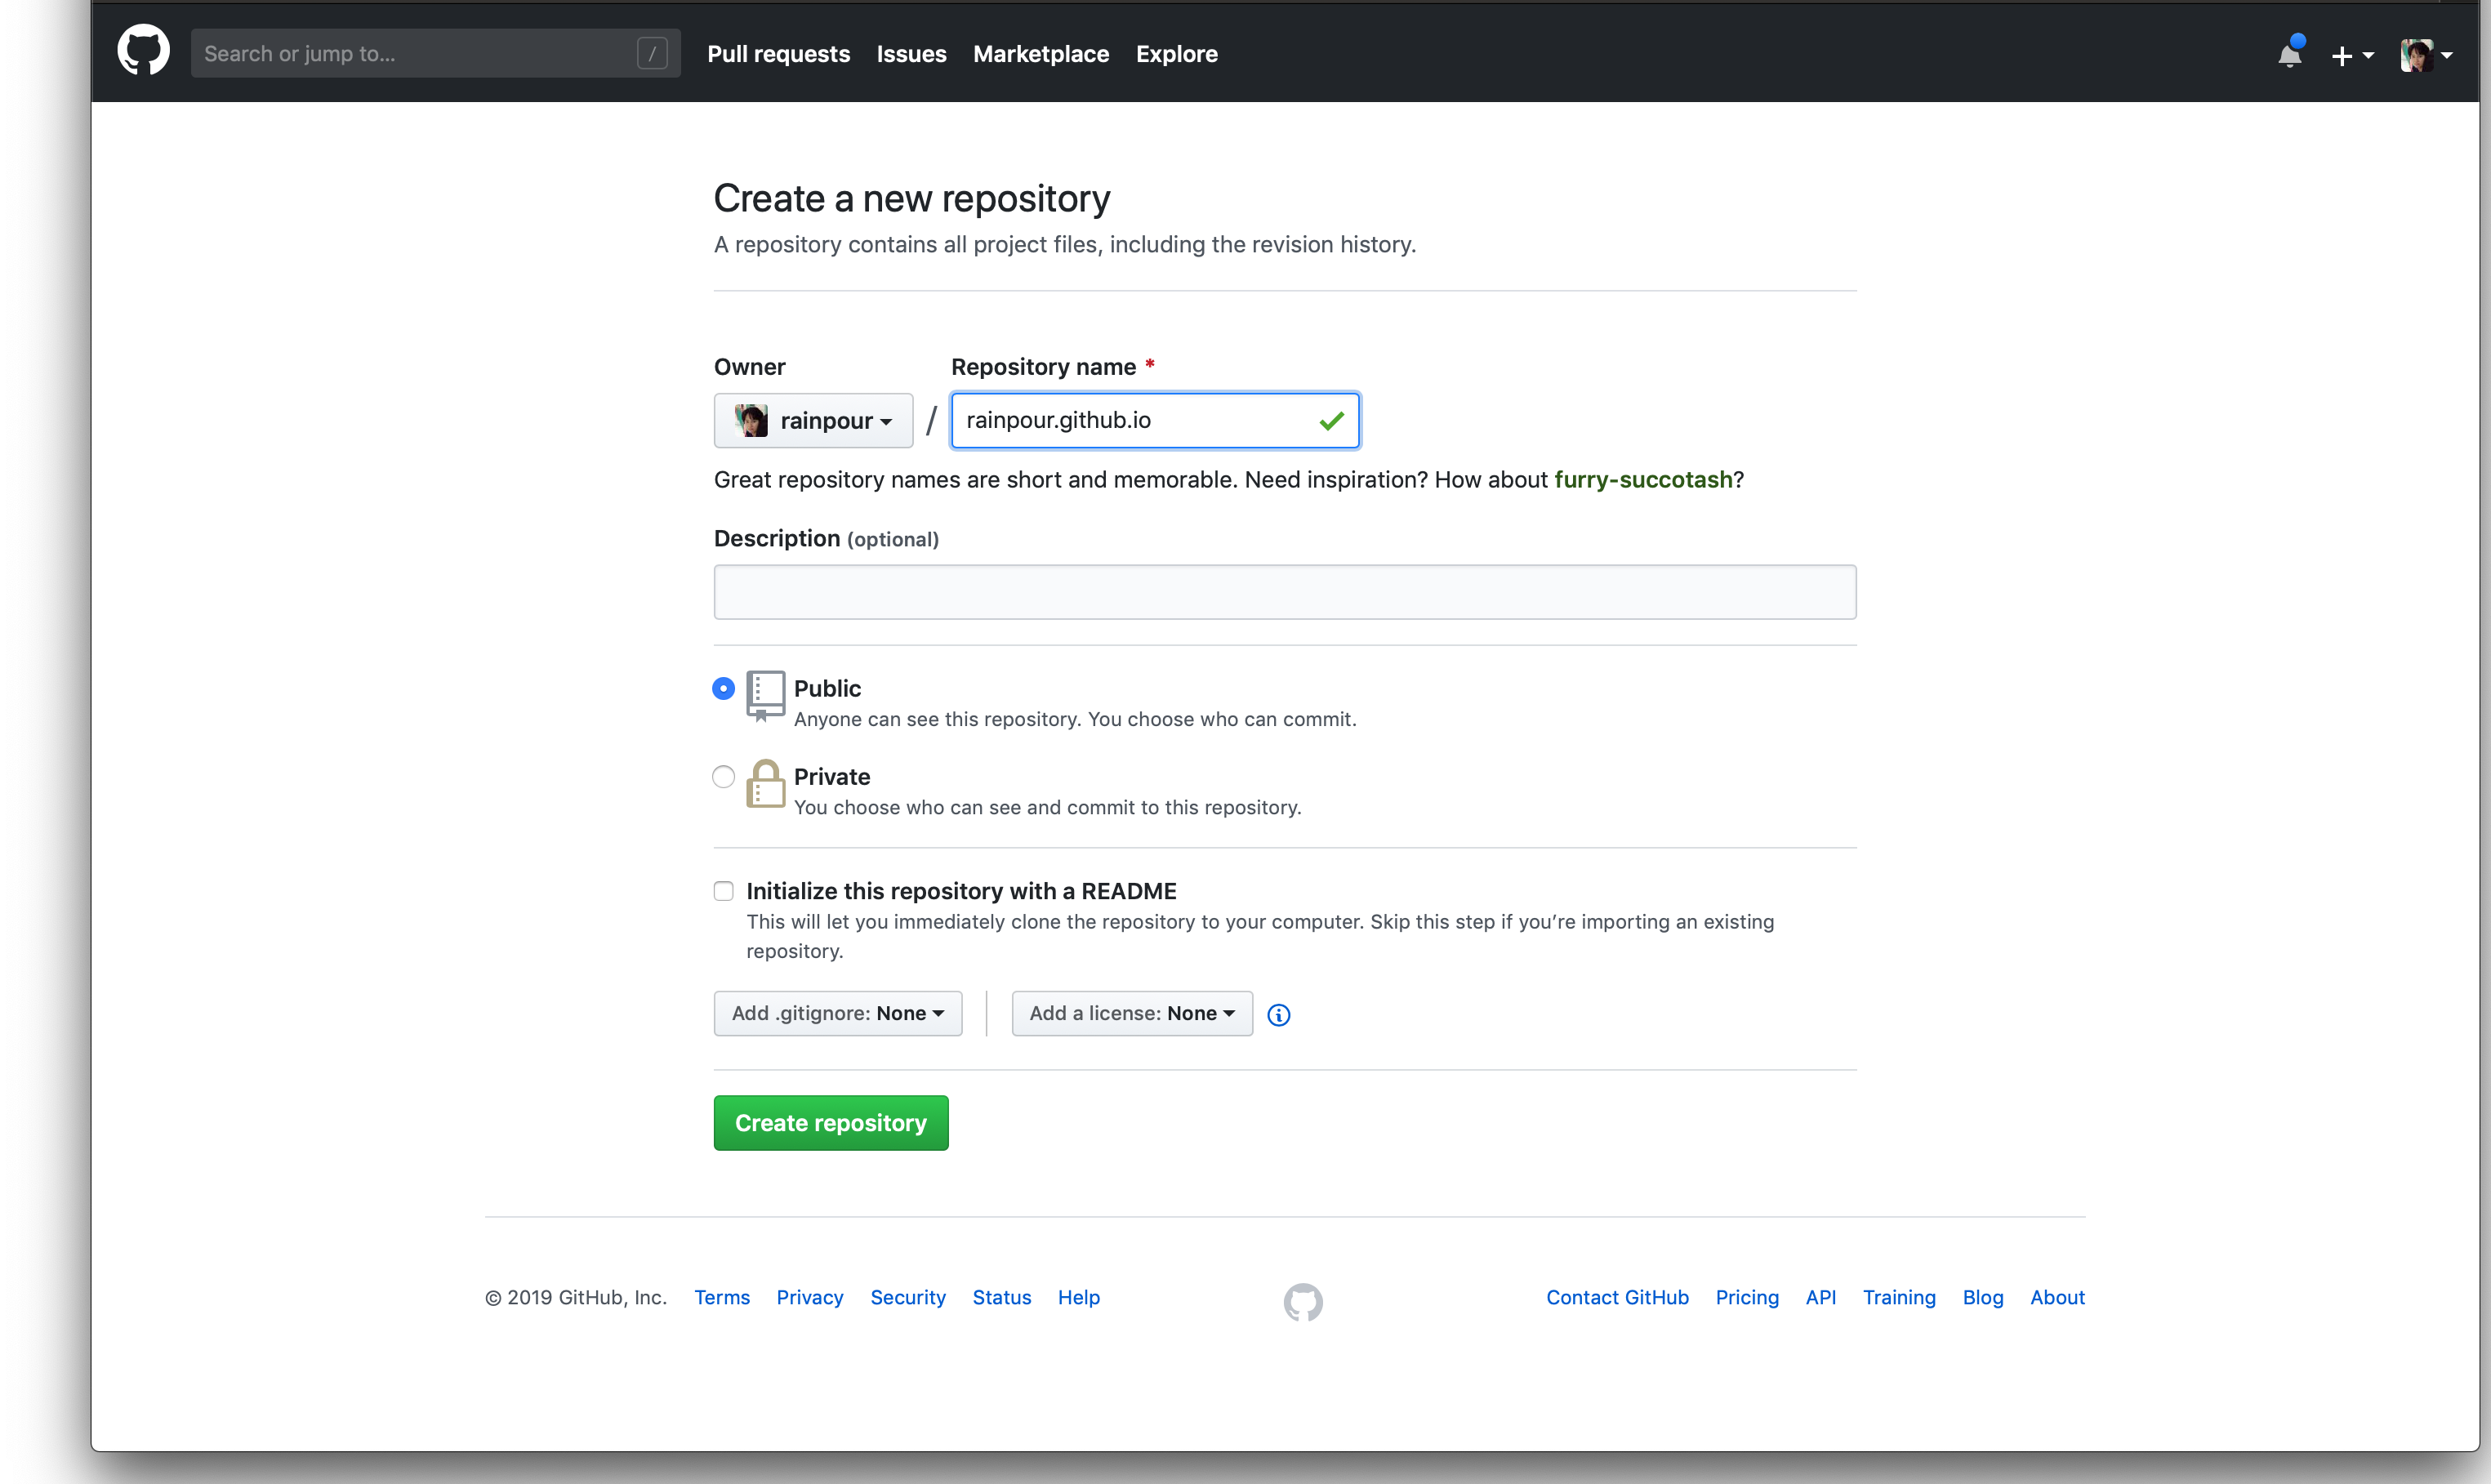 Search or jump to... /
Pull requests Issues Marketplace Explore
Create a new repository
A repository contains all project files, including the revision history.
Owner Repository name *
rainpour / rainpour.github.io
Great repository names are short and memorable. Need inspiration? How about furry-succotash?
Description (optional)
Public
Anyone can see this repository. You choose who can commit.
Private
You choose who can see and commit to this repository.
Initialize this repository with a README
This will let you immediately clone the repository to your computer. Skip this step if you’re importing an existing
repository.
Add .gitignore: None Add a license: None
Create repository
© 2019 GitHub, Inc. Terms Privacy Security Status Help Contact GitHub Pricing API Training Blog About